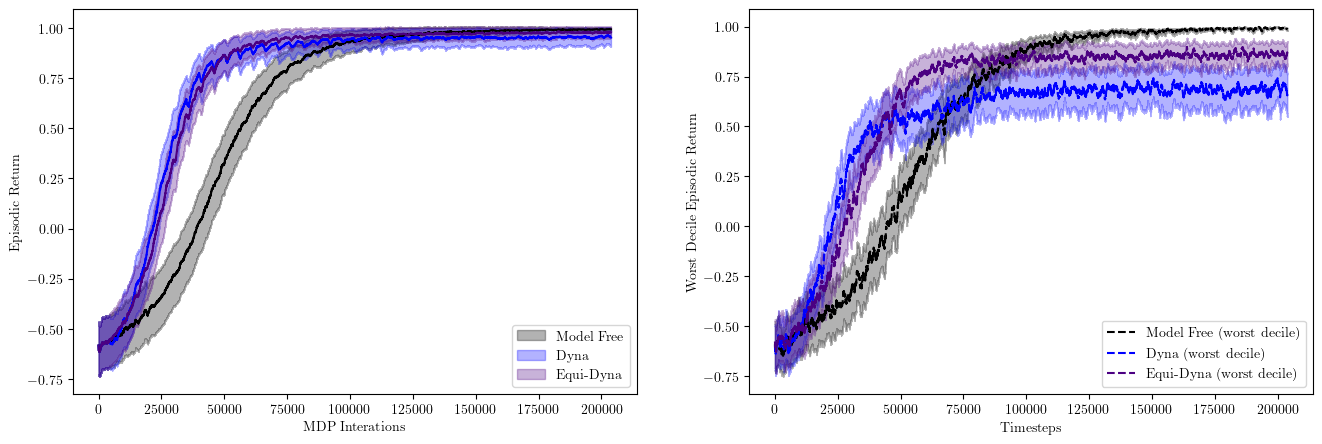 1.00
0.75
0.50
0.25
0.00
−0.25
−0.50
−0.75
Episodic Return
0 25000 50000 75000 100000 125000 150000 175000 200000
MDP Interations
Model Free
Dyna
Equi-Dyna
1.00
0.75
0.50
0.25
0.00
−0.25
−0.50
−0.75
Worst Decile Episodic Return
0 25000 50000 75000 100000 125000 150000 175000 200000
Timesteps
Model Free (worst decile)
Dyna (worst decile)
Equi-Dyna (worst decile)